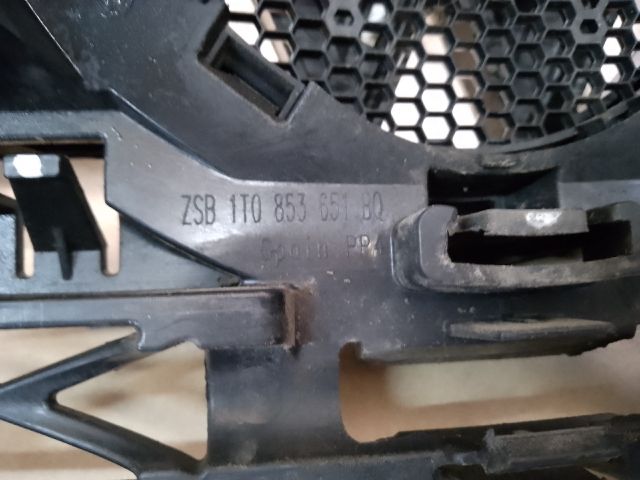 ZSB 1T0 853 651 BQ
Spain PP